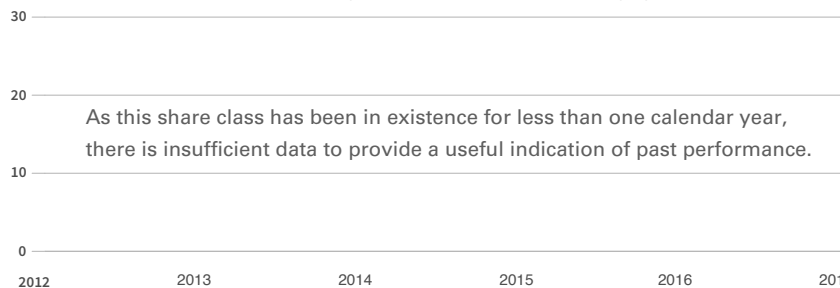 30
20
As this share class has been in existence for less than one calendar year,
there is insufficient data to provide a useful indication of past performance.
10
0
2012 2013 2014 2015 2016